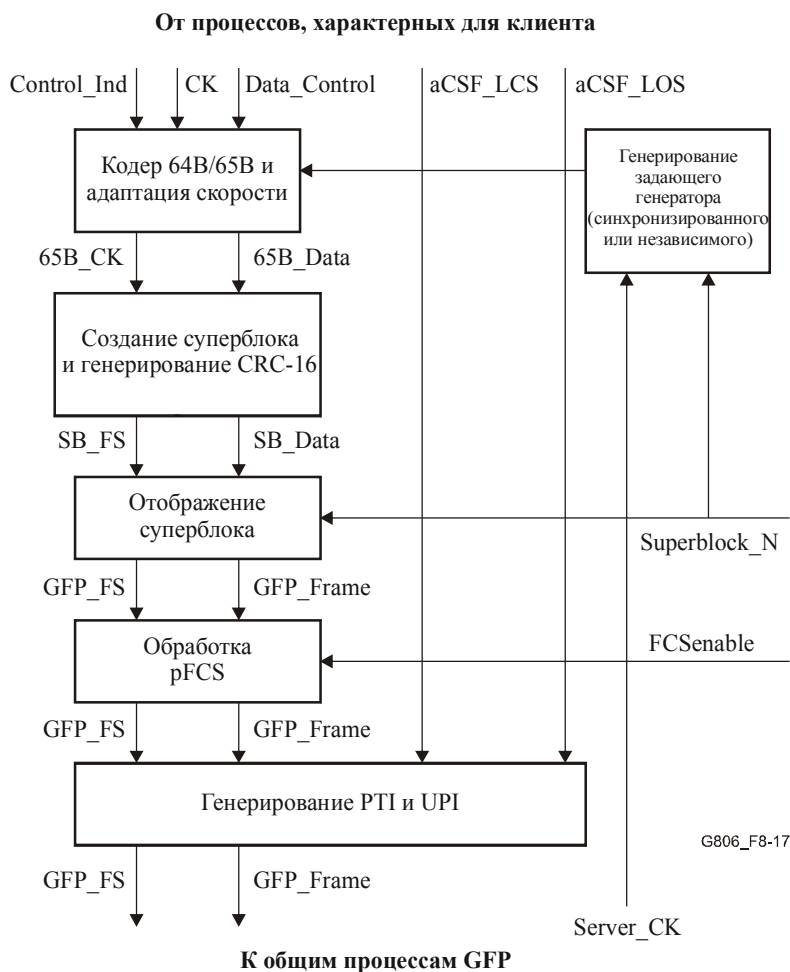 От процессов, характерных для клиента
Control_Ind CK Data_Control aCSF_LCS aCSF_LOS
Кодер 64B/65B и
адаптация скорости
Генерирование
задающего
генератора
(синхронизированного
или независимого)
65B_CK 65B_Data
Создание суперблока
и генерирование CRC-16
SB_FS SB_Data
Отображение
суперблока
Superblock_N
GFP_FS GFP_Frame
Обработка
pFCS
FCSenable
GFP_FS GFP_Frame
Генерирование PTI и UPI
G806_F8-17
GFP_FS GFP_Frame
Server_CK
К общим процессам GFP